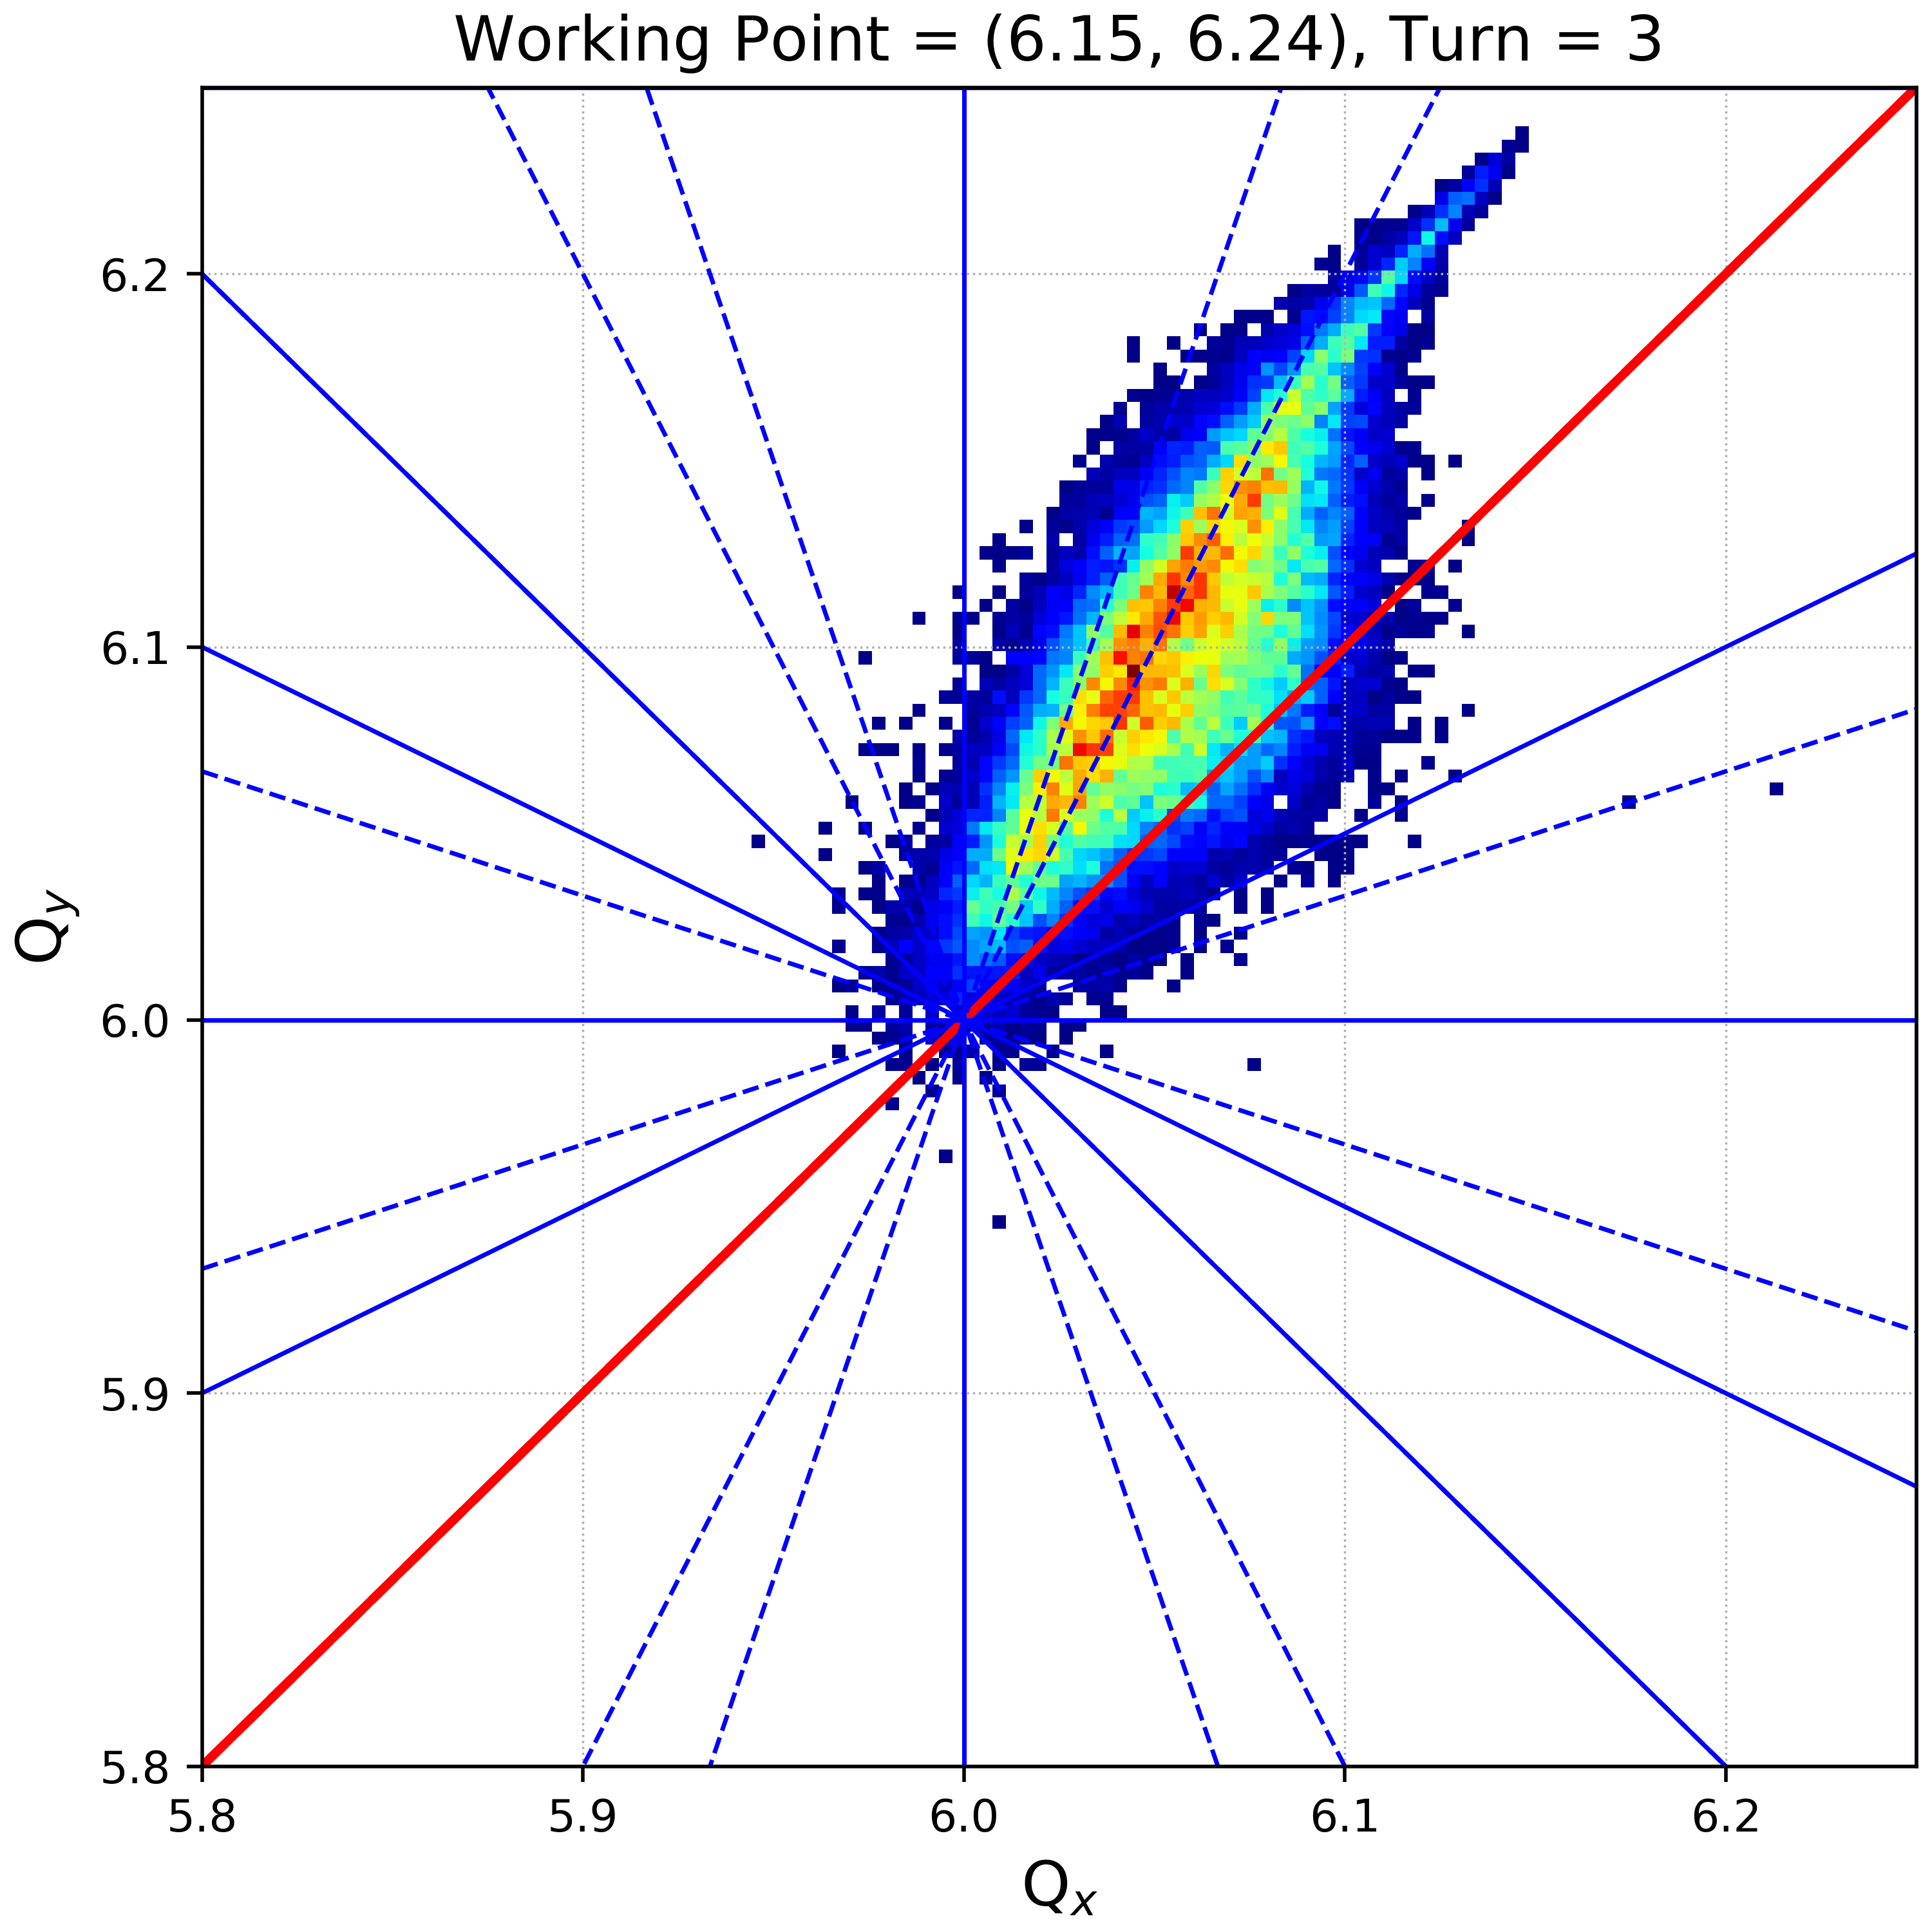 Working Point = (6.15, 6.24), Turn = 3
6.2
6.1
6.0
5.9
5.8
Qy
5.8 5.9 6.0 6.1 6.2
Qx